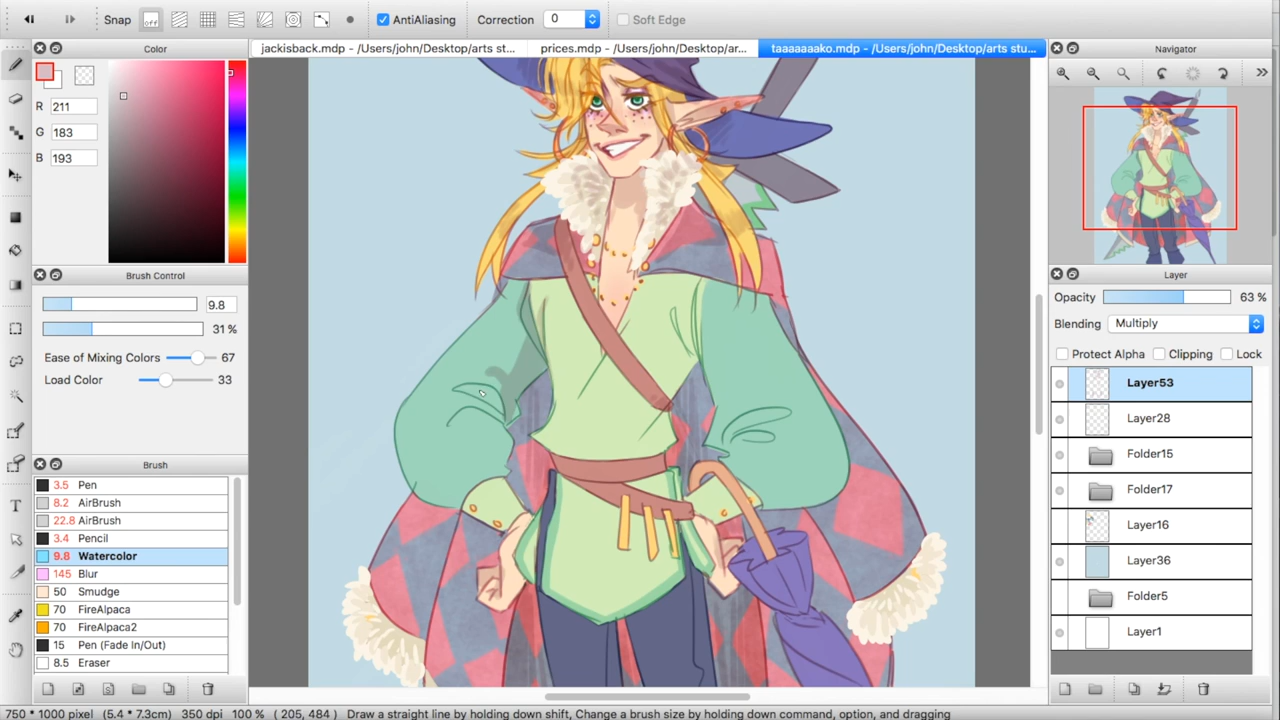 Snap off AntiAliasing Correction 0 Soft Edge
Color jackisback.mdp - /Users/john/Desktop/arts st... prices.mdp - /Users/john/Desktop/ar... taaaaaaako.mdp - /Users/john/Desktop/arts stu... Navigator
R 211
G 183
B 193
Brush Control
9.8
31 %
Ease of Mixing Colors 67
Load Color 33
Brush
3.5 Pen
8.2 AirBrush
22.8 AirBrush
3.4 Pencil
9.8 Watercolor
145 Blur
50 Smudge
70 FireAlpaca
70 FireAlpaca2
15 Pen (Fade In/Out)
8.5 Eraser
Layer
Opacity 63 %
Blending Multiply
Protect Alpha Clipping Lock
Layer53
Layer28
Folder15
Folder17
Layer16
Layer36
Folder5
Layer1
750 * 1000 pixel (5.4 * 7.3cm) 350 dpi 100 % ( 205, 484 ) Draw a straight line by holding down shift, Change a brush size by holding down command, option, and dragging